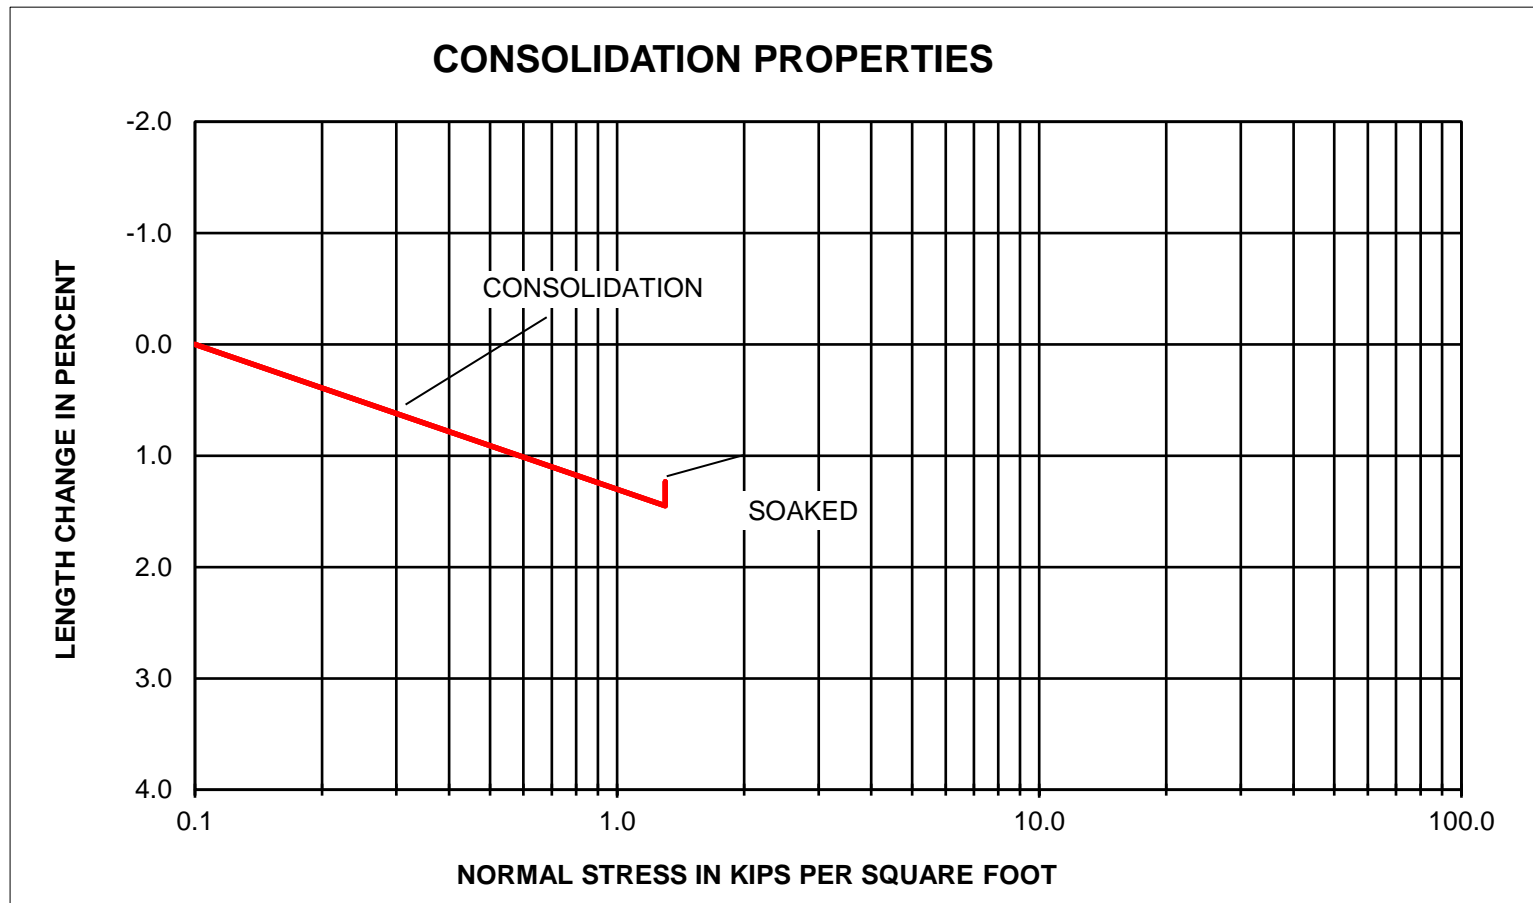 CONSOLIDATION PROPERTIES
-2.0
-1.0
CONSOLIDATION
0.0
1.0
SOAKED
2.0
3.0
4.0
LENGTH CHANGE IN PERCENT
0.1 1.0 10.0 100.0
NORMAL STRESS IN KIPS PER SQUARE FOOT